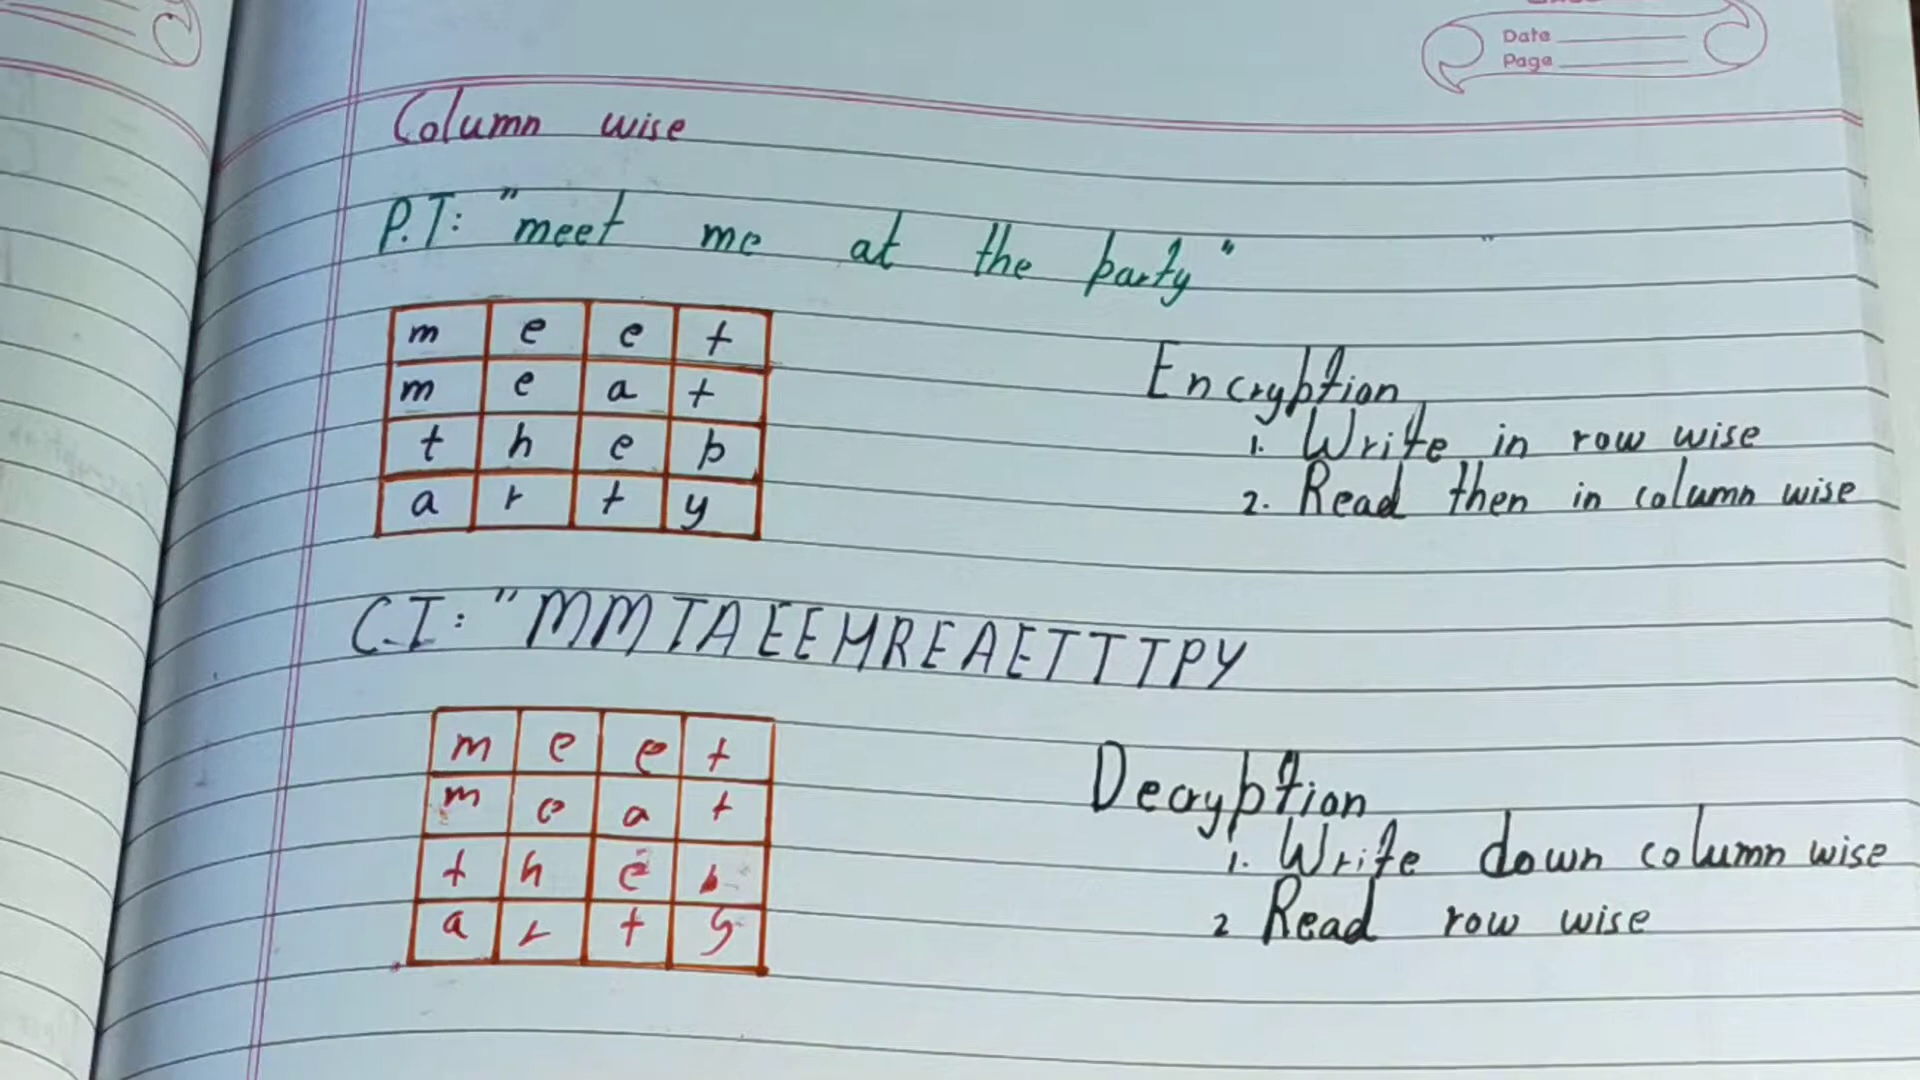 Date
Page
Column wise
P.T: "meet me at the party"
m e e t
m e a t
t h e p
a r t y
Encryption
1. Write in row wise
2. Read then in column wise
C.T: "MMTAEEHREAETTTPY
m e e t
m e a t
t h e p
a r t y
Decryption
1. Write down column wise
2 Read row wise